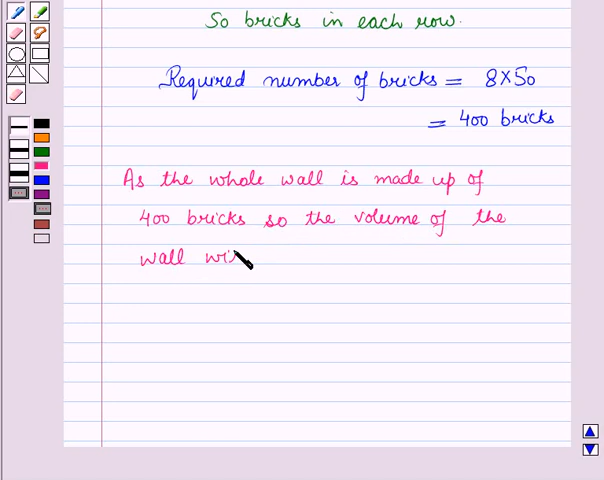 So bricks in each row.
Required number of bricks = 8×50
= 400 bricks
As the whole wall is made up of
400 bricks so the volume of the
wall wi